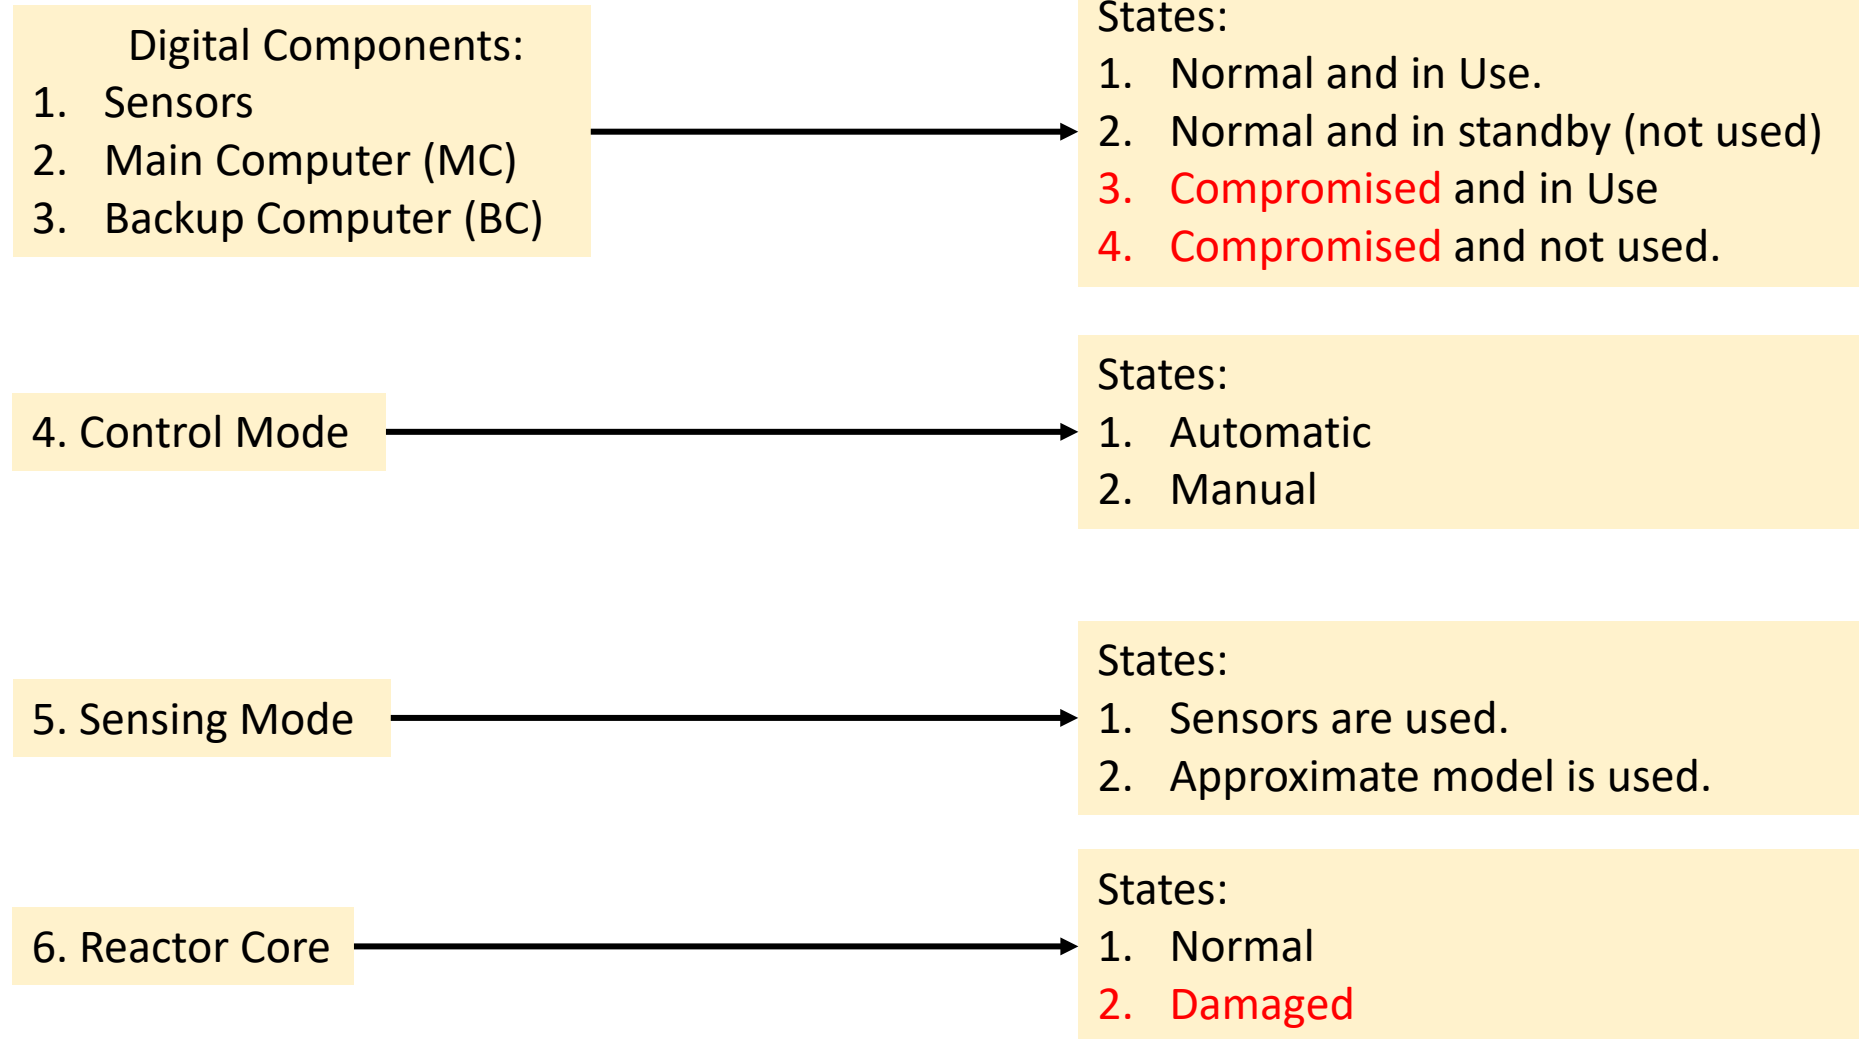 Digital Components:
1. Sensors
2. Main Computer (MC)
3. Backup Computer (BC)
States:
1. Normal and in Use.
2. Normal and in standby (not used)
3. Compromised and in Use
4. Compromised and not used.
4. Control Mode
States:
1. Automatic
2. Manual
5. Sensing Mode
States:
1. Sensors are used.
2. Approximate model is used.
6. Reactor Core
States:
1. Normal
2. Damaged